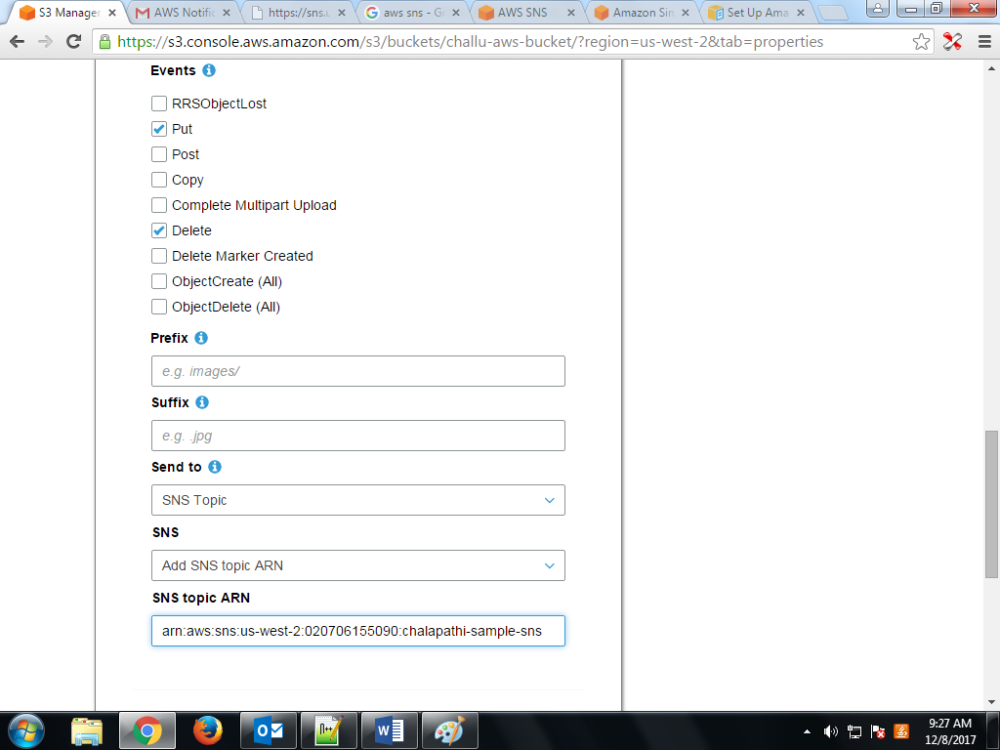 S3 Manager
AWS Notific
https://sns.u
aws sns - Go
AWS SNS
Amazon Sim
Set Up Ama
https://s3.console.aws.amazon.com/s3/buckets/challu-aws-bucket/?region=us-west-2&tab=properties
Events
RRSObjectLost
Put
Post
Copy
Complete Multipart Upload
Delete
Delete Marker Created
ObjectCreate (All)
ObjectDelete (All)
Prefix
e.g. images/
Suffix
e.g. .jpg
Send to
SNS Topic
SNS
Add SNS topic ARN
SNS topic ARN
arn:aws:sns:us-west-2:020706155090:chalapathi-sample-sns
9:27 AM
12/8/2017